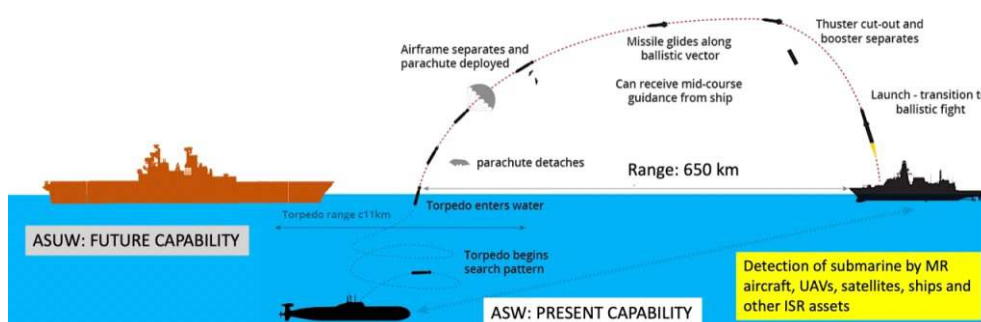 Thuster cut-out and
booster separates
Airframe separates and
parachute deployed
Missile glides along
ballistic vector
Can receive mid-course
guidance from ship
Launch - transition to
ballistic fight
parachute detaches
Range: 650 km
Torpedo enters water
Torpedo range c11km
ASUW: FUTURE CAPABILITY
Torpedo begins
search pattern
ASW: PRESENT CAPABILITY
Detection of submarine by MR
aircraft, UAVs, satellites, ships and
other ISR assets